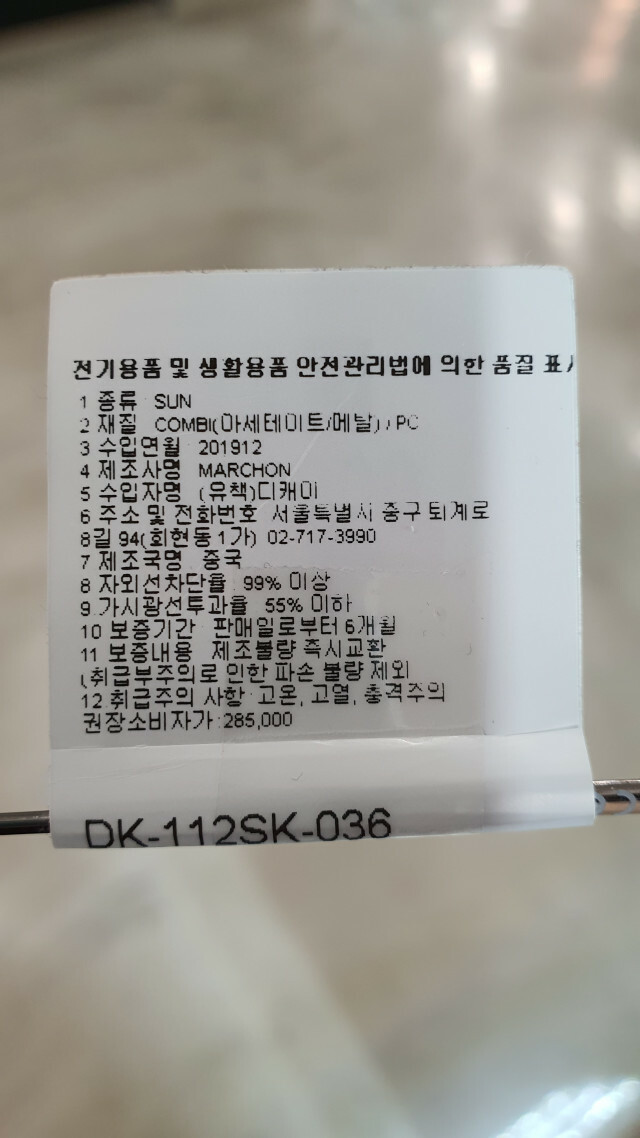 전기용품 및 생활용품 안전관리법에 의한 품질 표시
1 종류 SUN
2 재질 COMBI(아세테이트/메탈) / PC
3 수입연월 201912
4 제조사명 MARCHON
5 수입자명 (유책)디케이
6 주소 및 전화번호 서울특별시 중구 퇴계로
8길 94(회현동1가) 02-717-3990
7 제조국명 중국
8 자외선차단율 99% 이상
9 가시광선투과율 55% 이하
10 보증기간 판매일로부터 6개월
11 보증내용 제조불량 즉시교환
(취급부주의로 인한 파손 불량 제외
12 취급주의 사항: 고온, 고열, 충격주의
권장소비자가:285,000
DK-112SK-036